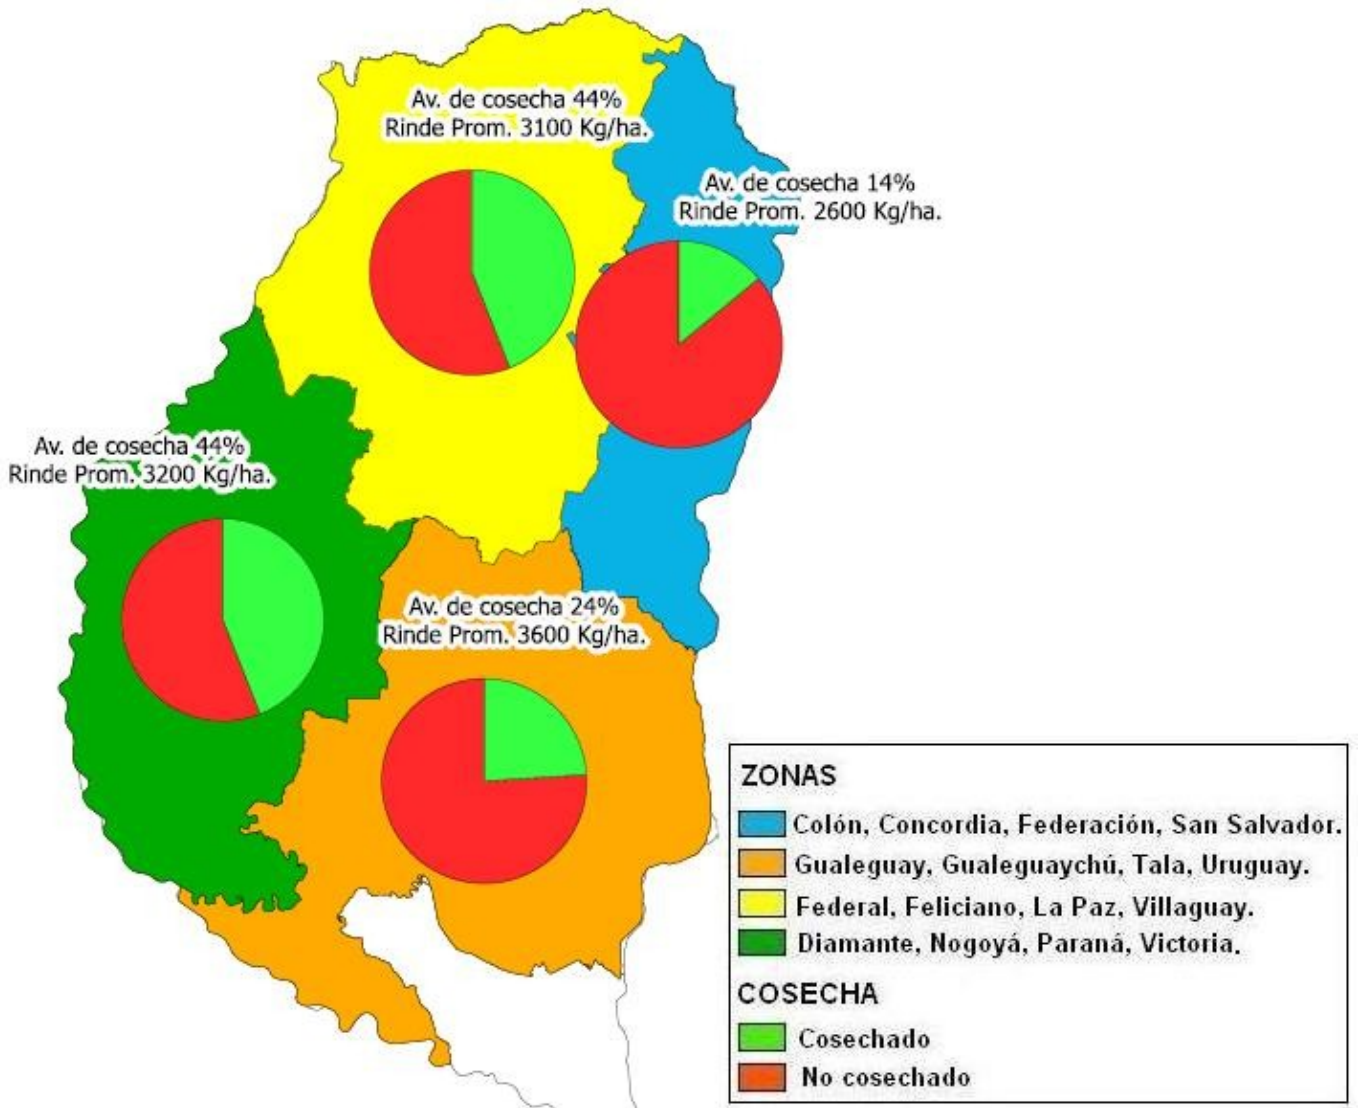 Av. de cosecha 44%
Rinde Prom. 3100 Kg/ha.
Av. de cosecha 14%
Rinde Prom. 2600 Kg/ha.
Av. de cosecha 44%
Rinde Prom. 3200 Kg/ha.
Av. de cosecha 24%
Rinde Prom. 3600 Kg/ha.
ZONAS
Colón, Concordia, Federación, San Salvador.
Gualeguay, Gualeguaychú, Tala, Uruguay.
Federal, Feliciano, La Paz, Villaguay.
Diamante, Nogoyá, Paraná, Victoria.
COSECHA
Cosechado
No cosechado